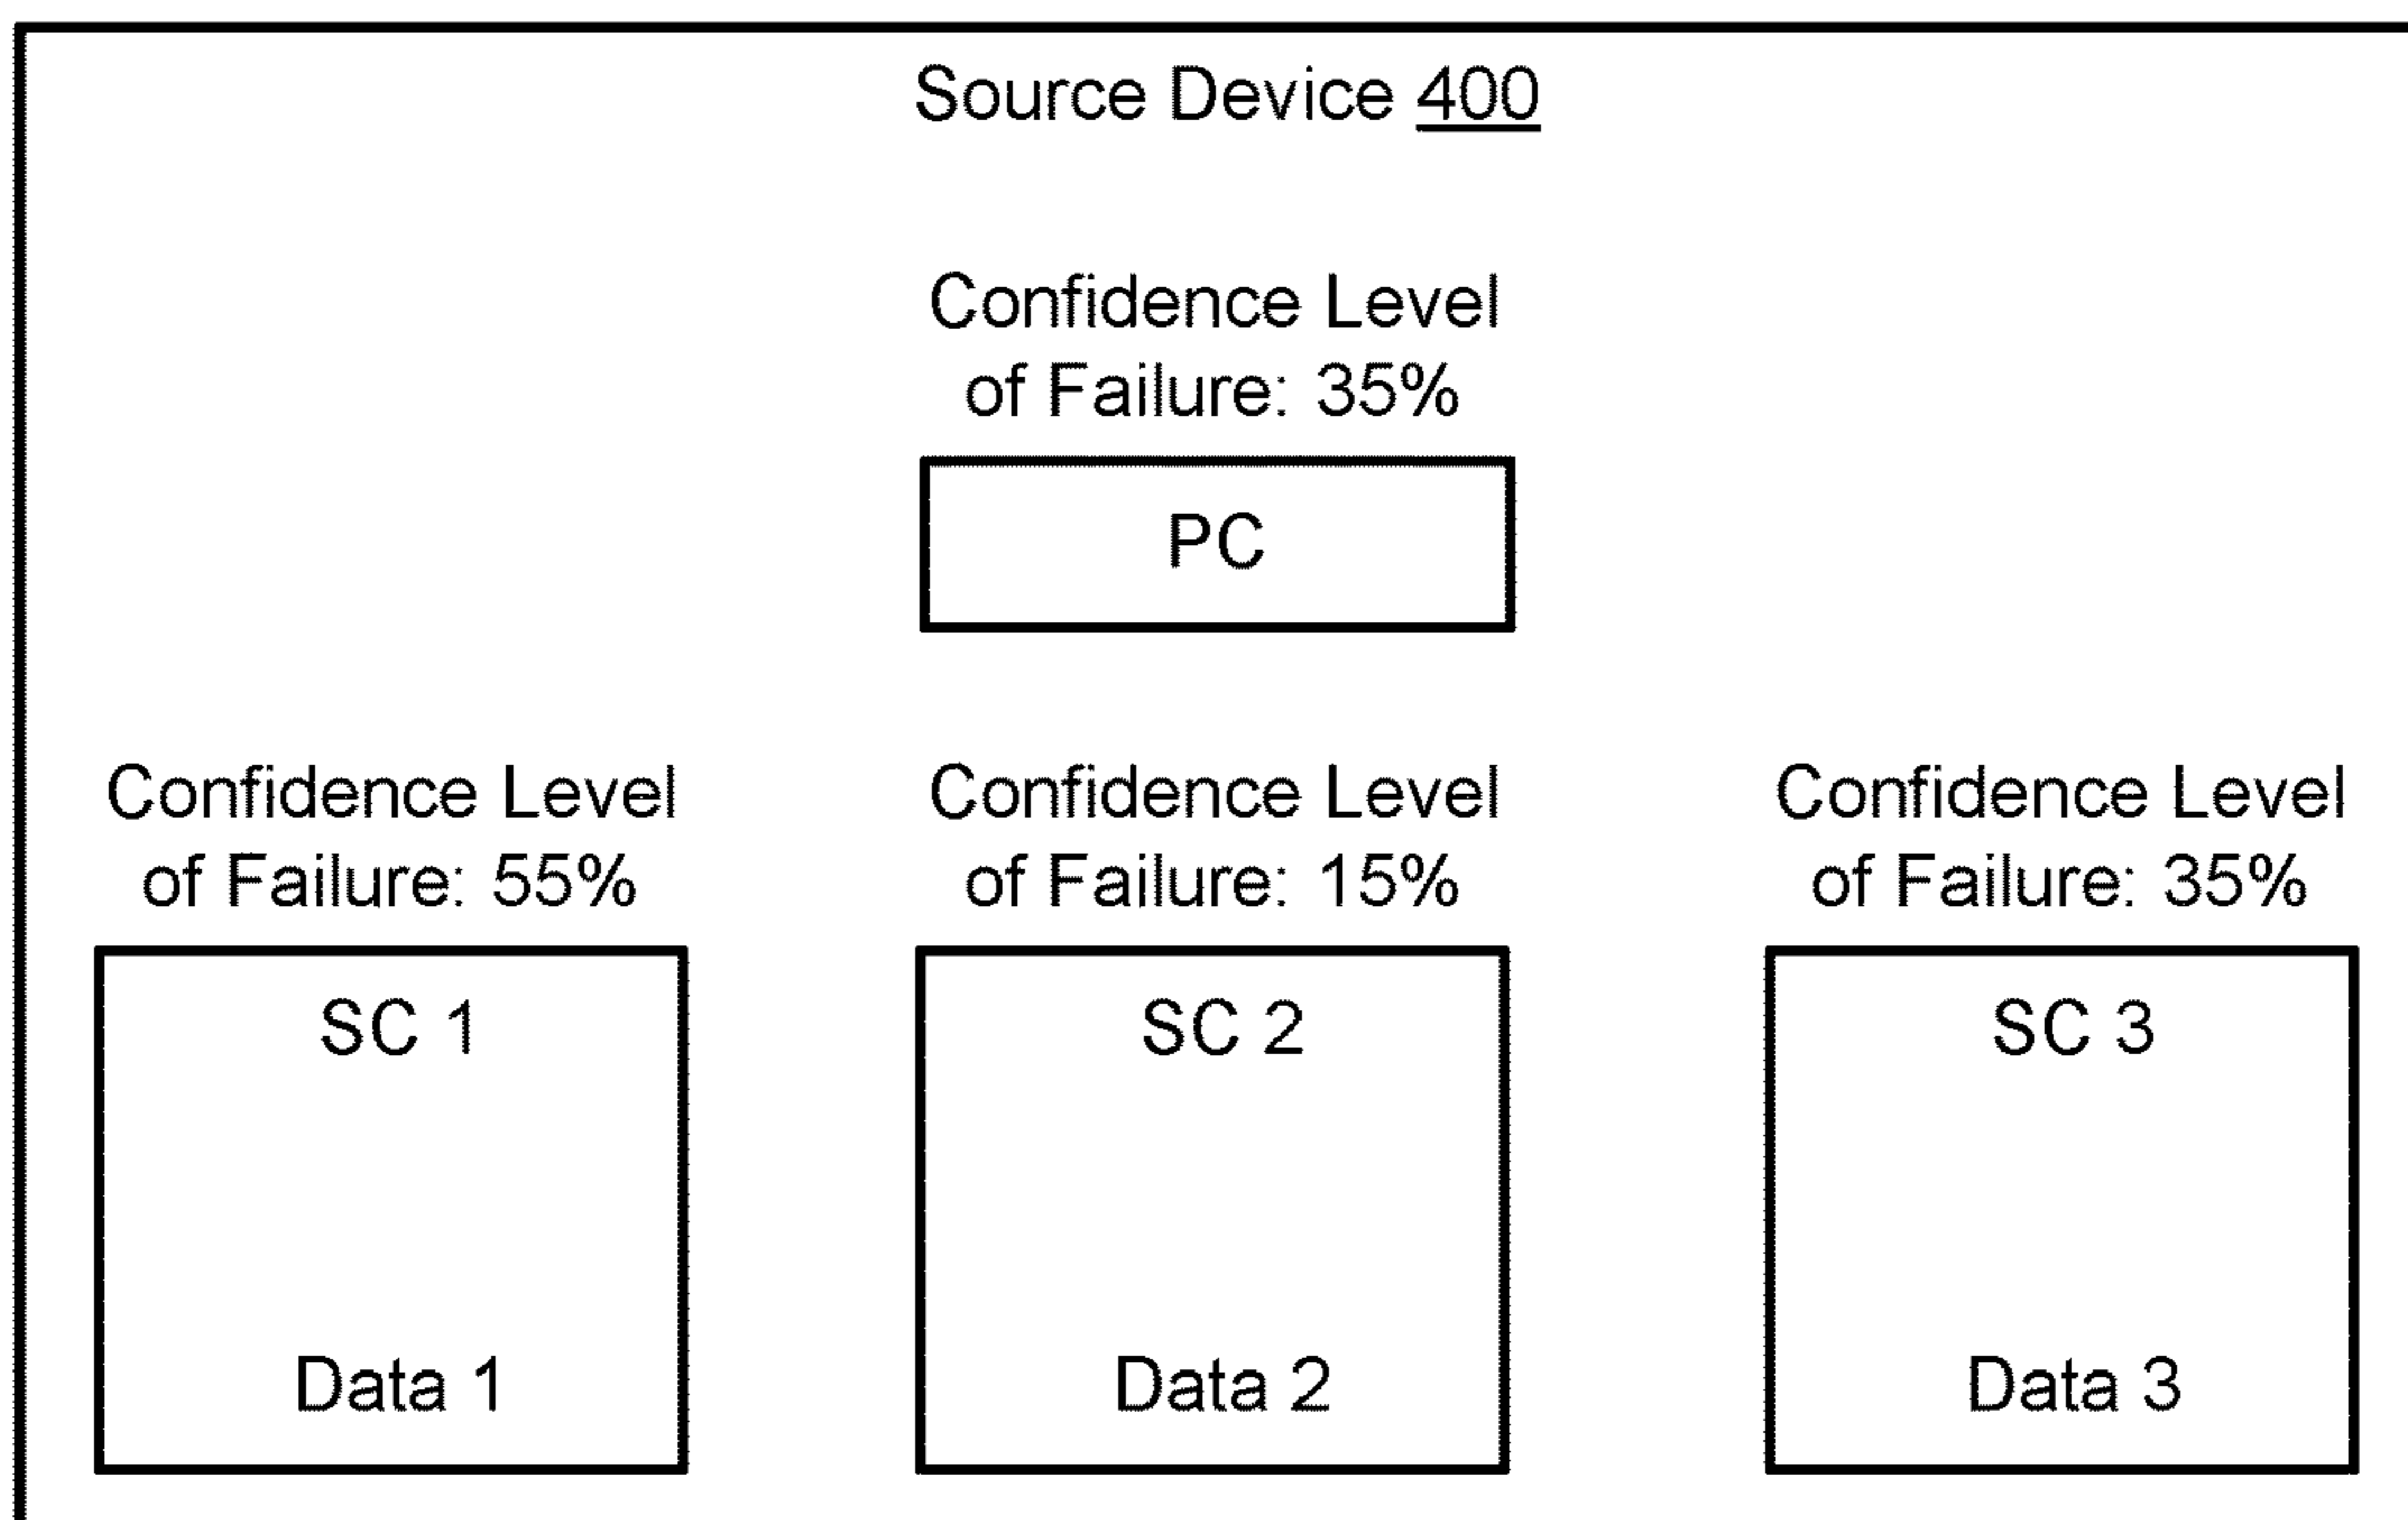 Source Device 400
Confidence Level
of Failure: 35%
PC
Confidence Level
of Failure: 55%
SC 1
Data 1
Confidence Level
of Failure: 15%
SC 2
Data 2
Confidence Level
of Failure: 35%
SC 3
Data 3